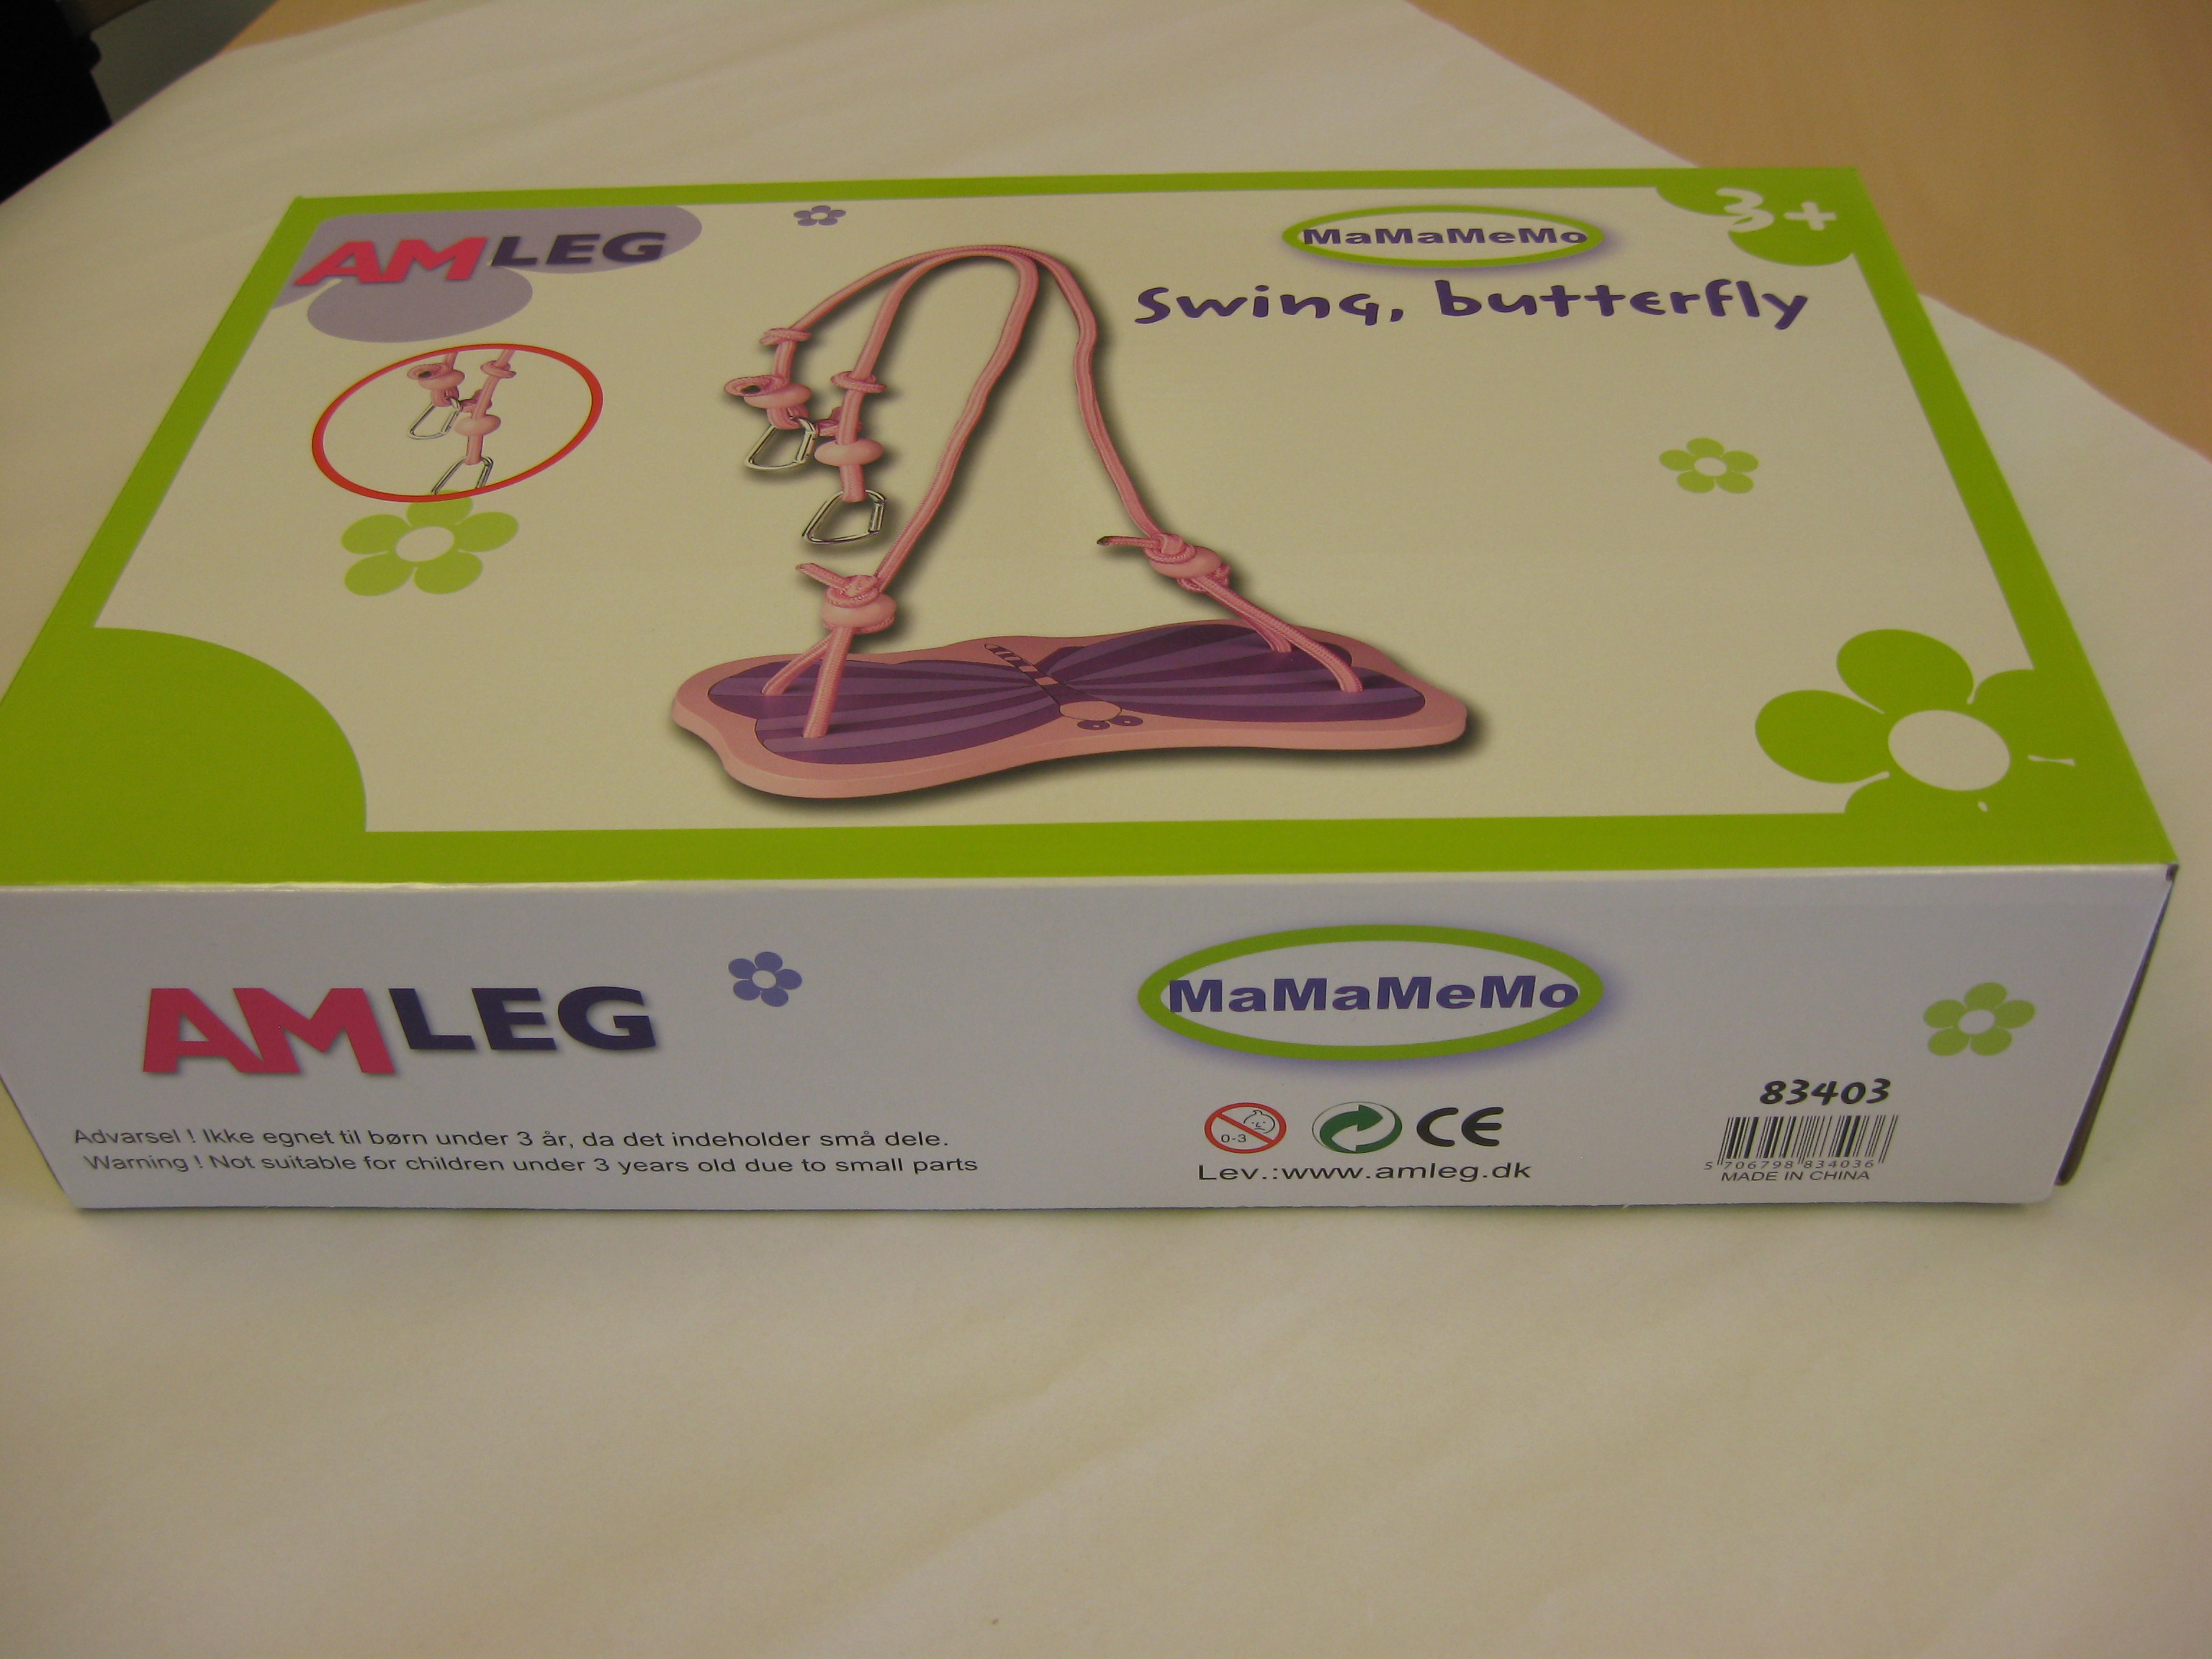 AMLEG
MaMaMeMo
3+
Swing, butterfly
AMLEG
MaMaMeMo
83403
0-3
CE
5 706798 834036
MADE IN CHINA
Advarsel ! Ikke egnet til børn under 3 år, da det indeholder små dele.
Warning ! Not suitable for children under 3 years old due to small parts
Lev.:www.amleg.dk